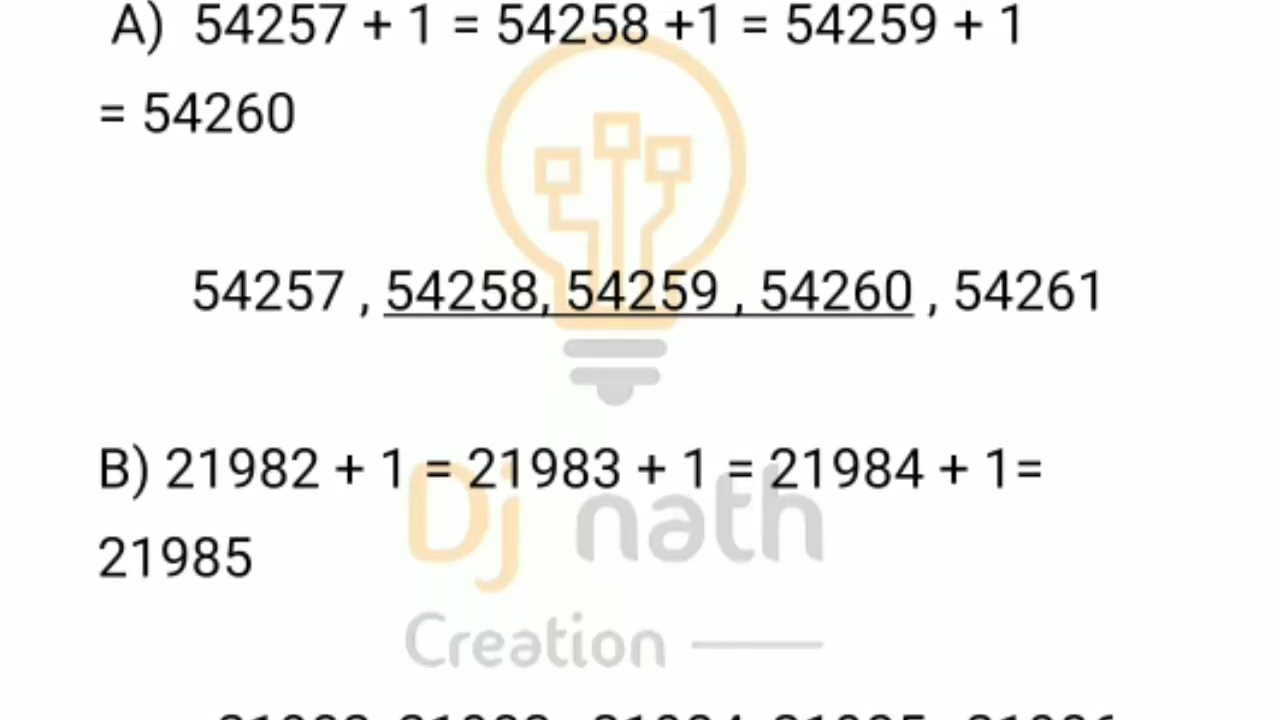 A) 54257 + 1 = 54258 +1 = 54259 + 1
= 54260
54257 , 54258, 54259 , 54260 , 54261
B) 21982 + 1 = 21983 + 1 = 21984 + 1=
21985
Dj nath
Creation